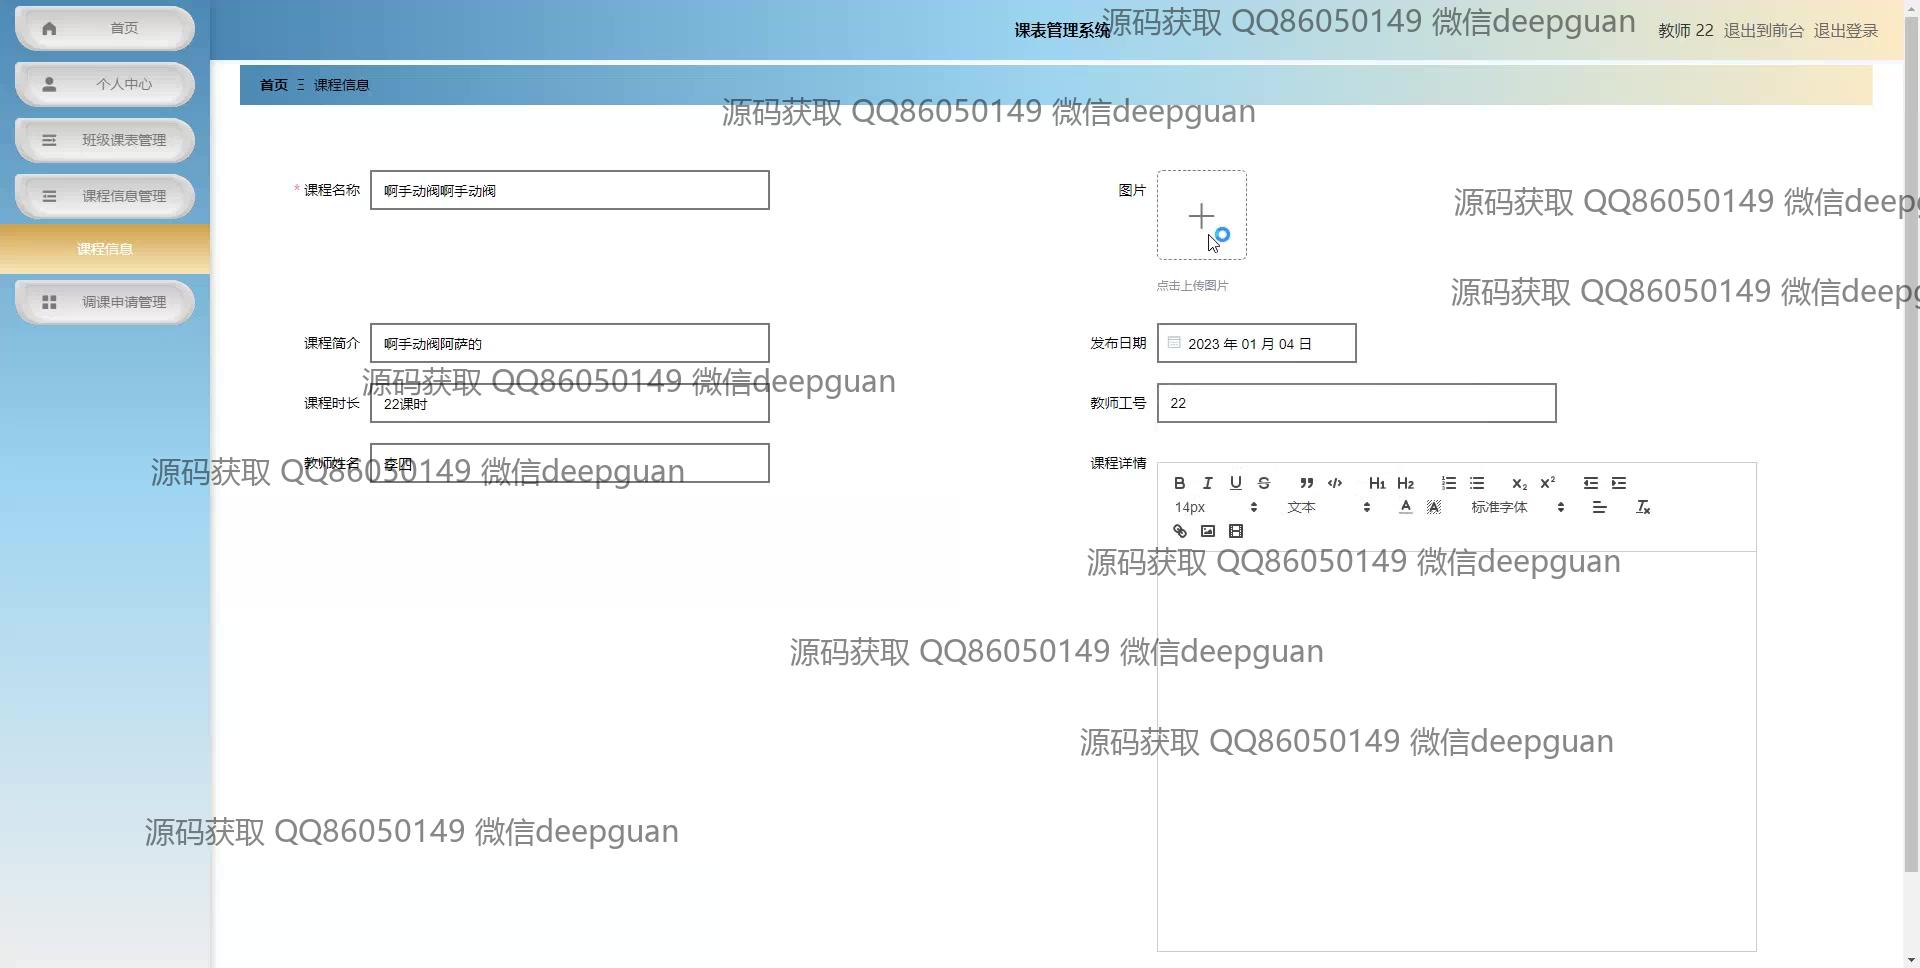 首页
个人中心
班级课表管理
课程信息管理
课程信息
调课申请管理
课表管理系统
教师 22 退出到前台 退出登录
首页 Ξ 课程信息
* 课程名称 啊手动阀啊手动阀
图片
点击上传图片
课程简介 啊手动阀阿萨的
发布日期 2023 年 01 月 04 日
课程时长 22课时
教师工号 22
教师姓名 李四
课程详情
B I U S H1 H2 X2 X2
14px 文本 A A 标准字体 Tx
源码获取 QQ86050149 微信deepguan
源码获取 QQ86050149 微信deepguan
源码获取 QQ86050149 微信deep
源码获取 QQ86050149 微信deep
源码获取 QQ86050149 微信deepguan
源码获取 QQ86050149 微信deepguan
源码获取 QQ86050149 微信deepguan
源码获取 QQ86050149 微信deepguan
源码获取 QQ86050149 微信deepguan
源码获取 QQ86050149 微信deepguan